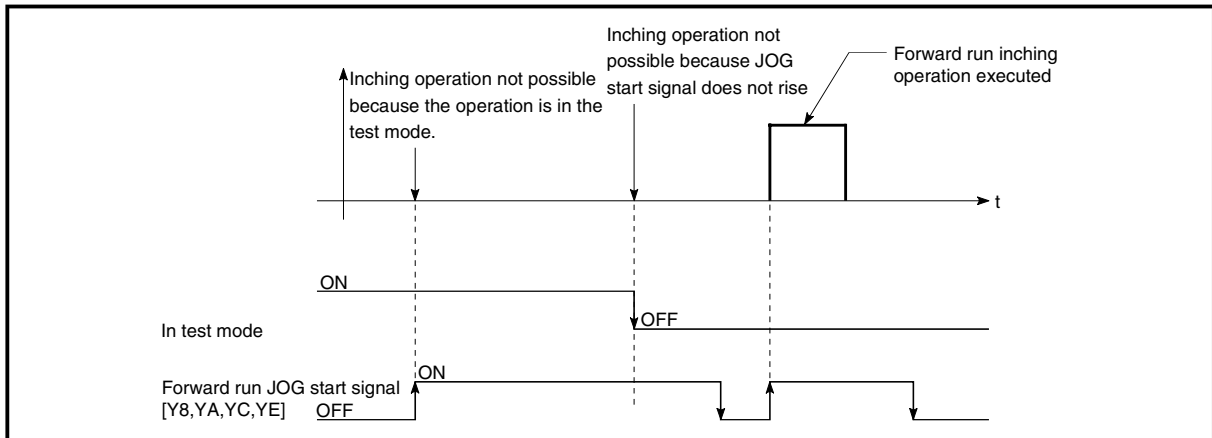 Inching operation not possible
because the operation is in the
test mode.
Inching operation not
possible because JOG
start signal does not rise
Forward run inching
operation executed
t
ON
OFF
In test mode
ON
Forward run JOG start signal
[Y8,YA,YC,YE]
OFF